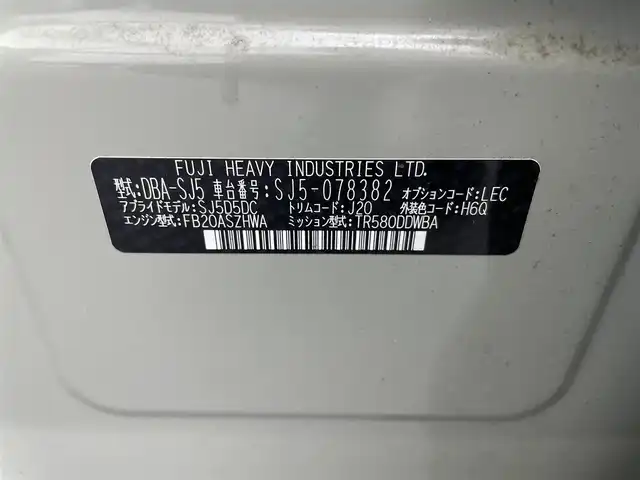 FUJI HEAVY INDUSTRIES LTD.
型式:DBA-SJ5 車台番号:SJ5-078382 オプションコード:LEC
アプライドモデル:SJ5D5DC トリムコード:J20 外装色コード:H6Q
エンジン型式:FB20ASZHWA ミッション型式:TR580DDWBA